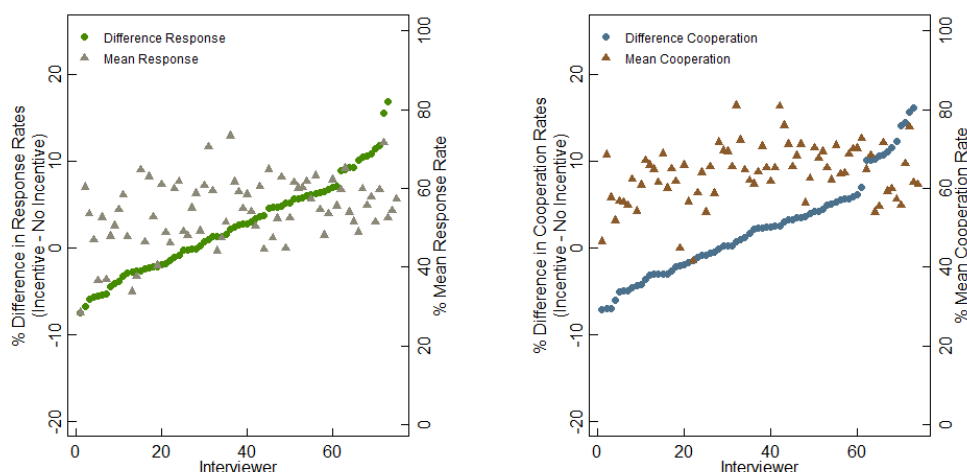 % Difference in Response Rates
(Incentive - No Incentive)
20
10
0
-10
-20
Difference Response
Mean Response
100
80
60
40
20
0
% Mean Response Rate
0
20
40
60
Interviewer
% Difference in Cooperation Rates
(Incentive - No Incentive)
20
10
0
-10
-20
Difference Cooperation
Mean Cooperation
100
80
60
40
20
0
% Mean Cooperation Rate
0
20
40
60
Interviewer